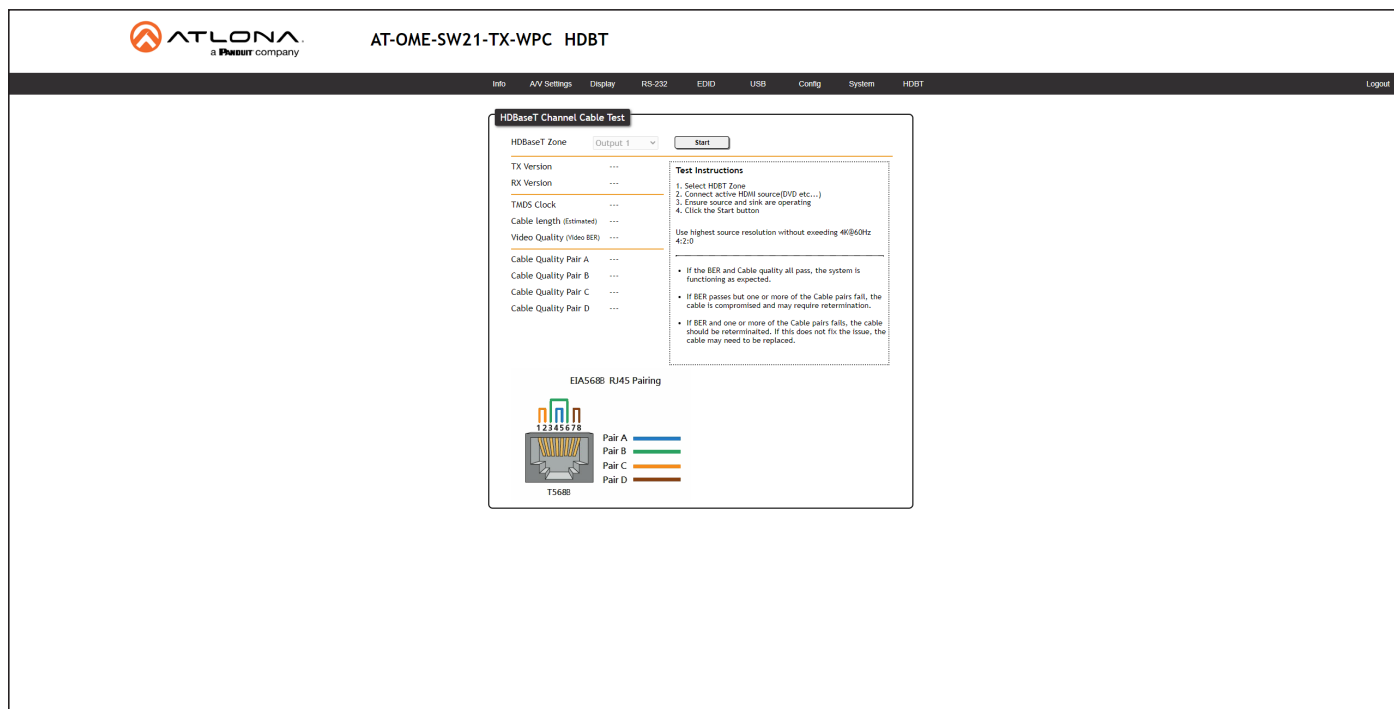 ATLONA.
a PANDUIT company
AT-OME-SW21-TX-WPC HDBT
Info A/V Settings Display RS-232 EDID USB Config System HDBT Logout
HDBaseT Channel Cable Test
HDBaseT Zone Output 1 Start
TX Version ---
RX Version ---
TMDS Clock ---
Cable length (Estimated) ---
Video Quality (Video BER) ---
Cable Quality Pair A ---
Cable Quality Pair B ---
Cable Quality Pair C ---
Cable Quality Pair D ---
Test Instructions
1. Select HDBT Zone
2. Connect active HDMI source(DVD etc...)
3. Ensure source and sink are operating
4. Click the Start button
Use highest source resolution without exeeding 4K@60Hz
4:2:0
• If the BER and Cable quality all pass, the system is
functioning as expected.
• If BER passes but one or more of the Cable pairs fail, the
cable is compromised and may require retermination.
• If BER and one or more of the Cable pairs fails, the cable
should be reterminaited. If this does not fix the issue, the
cable may need to be replaced.
EIA568B RJ45 Pairing
12345678
Pair A
Pair B
Pair C
Pair D
T568B